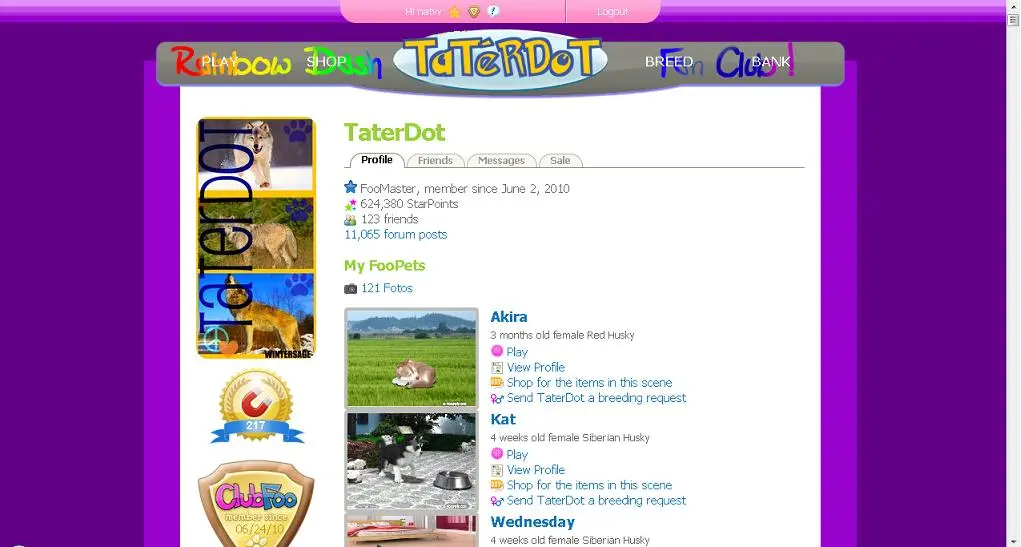 Hi natvv
Logout
Rainbow Dash
TaTéRDoT
Fan Club!
PLAY
SHOP
BREED
BANK
TaterDOT
WINTERSAGE
217
ClubFoo
member since
06/24/10
TaterDot
Profile
Friends
Messages
Sale
FooMaster, member since June 2, 2010
624,380 StarPoints
123 friends
11,065 forum posts
My FooPets
121 Fotos
Akira
3 months old female Red Husky
Play
View Profile
Shop for the items in this scene
Send TaterDot a breeding request
Kat
4 weeks old female Siberian Husky
Play
View Profile
Shop for the items in this scene
Send TaterDot a breeding request
Wednesday
4 weeks old female Siberian Husky